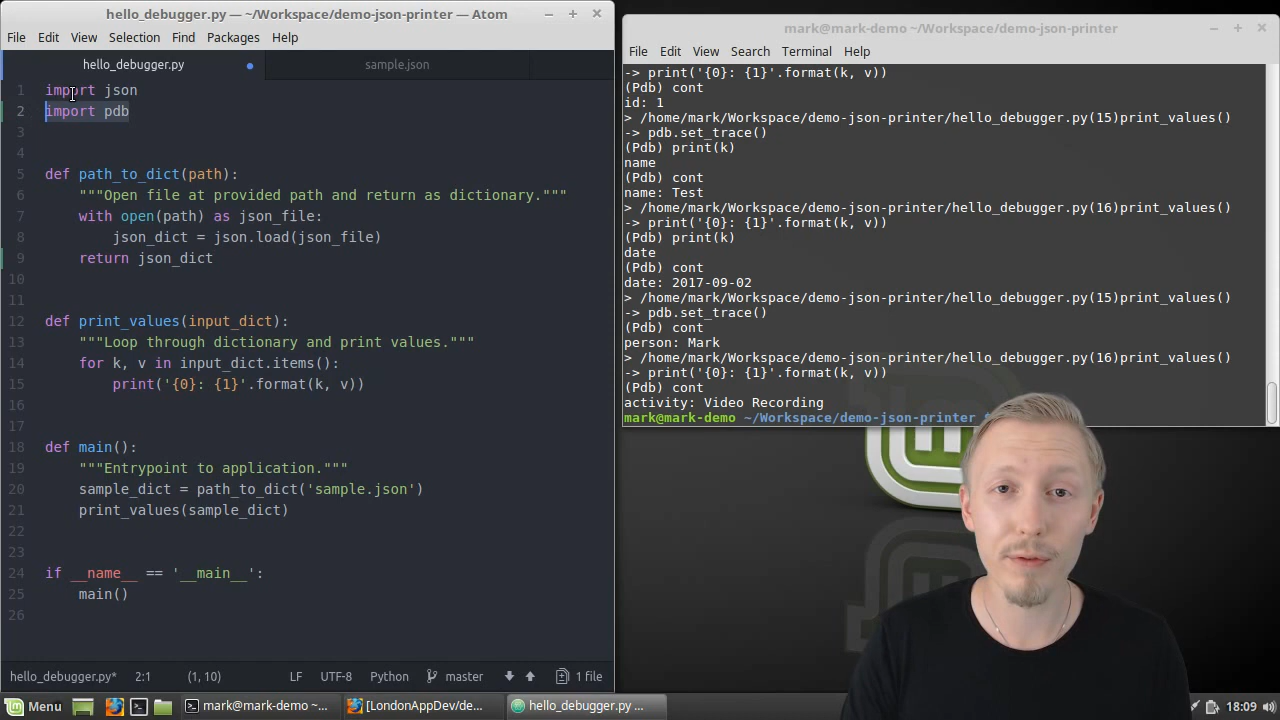 hello_debugger.py — ~/Workspace/demo-json-printer — Atom
File Edit View Selection Find Packages Help
hello_debugger.py
sample.json
1 import json
2 import pdb
3
4
5 def path_to_dict(path):
6 """Open file at provided path and return as dictionary."""
7 with open(path) as json_file:
8 json_dict = json.load(json_file)
9 return json_dict
10
11
12 def print_values(input_dict):
13 """Loop through dictionary and print values."""
14 for k, v in input_dict.items():
15 print('{0}: {1}'.format(k, v))
16
17
18 def main():
19 """Entrypoint to application."""
20 sample_dict = path_to_dict('sample.json')
21 print_values(sample_dict)
22
23
24 if __name__ == '__main__':
25 main()
26
hello_debugger.py* 2:1 (1, 10) LF UTF-8 Python master 1 file
mark@mark-demo ~/Workspace/demo-json-printer
File Edit View Search Terminal Help
-> print('{0}: {1}'.format(k, v))
(Pdb) cont
id: 1
> /home/mark/Workspace/demo-json-printer/hello_debugger.py(15)print_values()
-> pdb.set_trace()
(Pdb) print(k)
name
(Pdb) cont
name: Test
> /home/mark/Workspace/demo-json-printer/hello_debugger.py(16)print_values()
-> print('{0}: {1}'.format(k, v))
(Pdb) print(k)
date
(Pdb) cont
date: 2017-09-02
> /home/mark/Workspace/demo-json-printer/hello_debugger.py(15)print_values()
-> pdb.set_trace()
(Pdb) cont
person: Mark
> /home/mark/Workspace/demo-json-printer/hello_debugger.py(16)print_values()
-> print('{0}: {1}'.format(k, v))
(Pdb) cont
activity: Video Recording
mark@mark-demo ~/Workspace/demo-json-printer $
Menu mark@mark-demo: ~... [LondonAppDev/de... hello_debugger.py ... 18:09